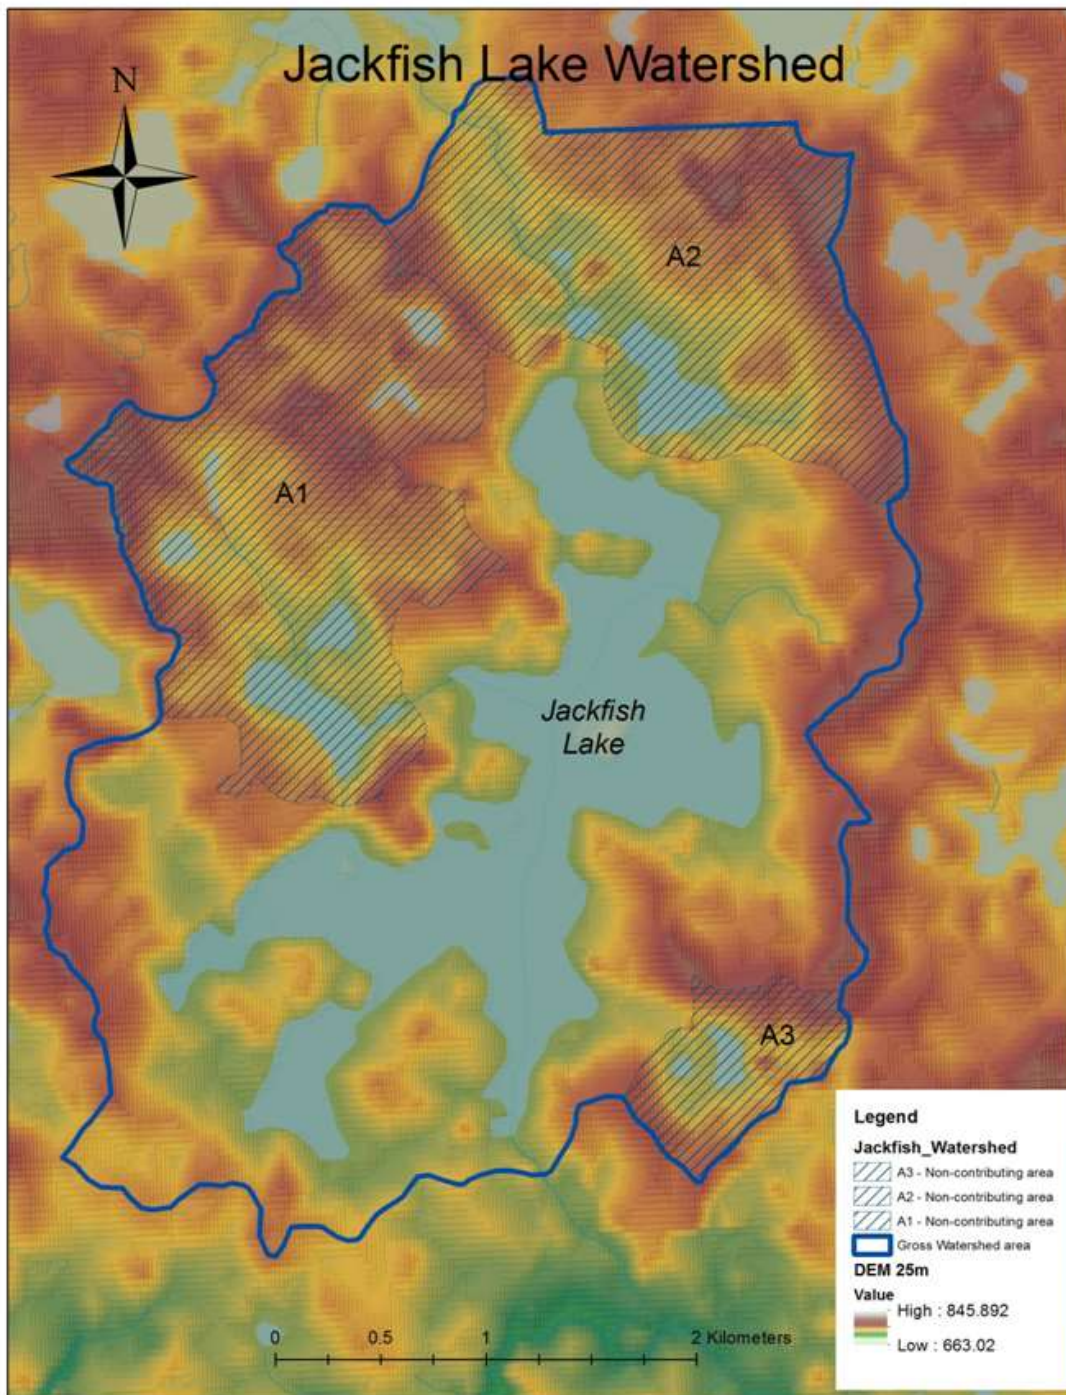 Jackfish Lake Watershed
N
A2
A1
Jackfish
Lake
A3
Legend
Jackfish_Watershed
A3 - Non-contributing area
A2 - Non-contributing area
A1 - Non-contributing area
Gross Watershed area
DEM 25m
Value
High : 845.892
Low : 663.02
0 0.5 1 2 Kilometers